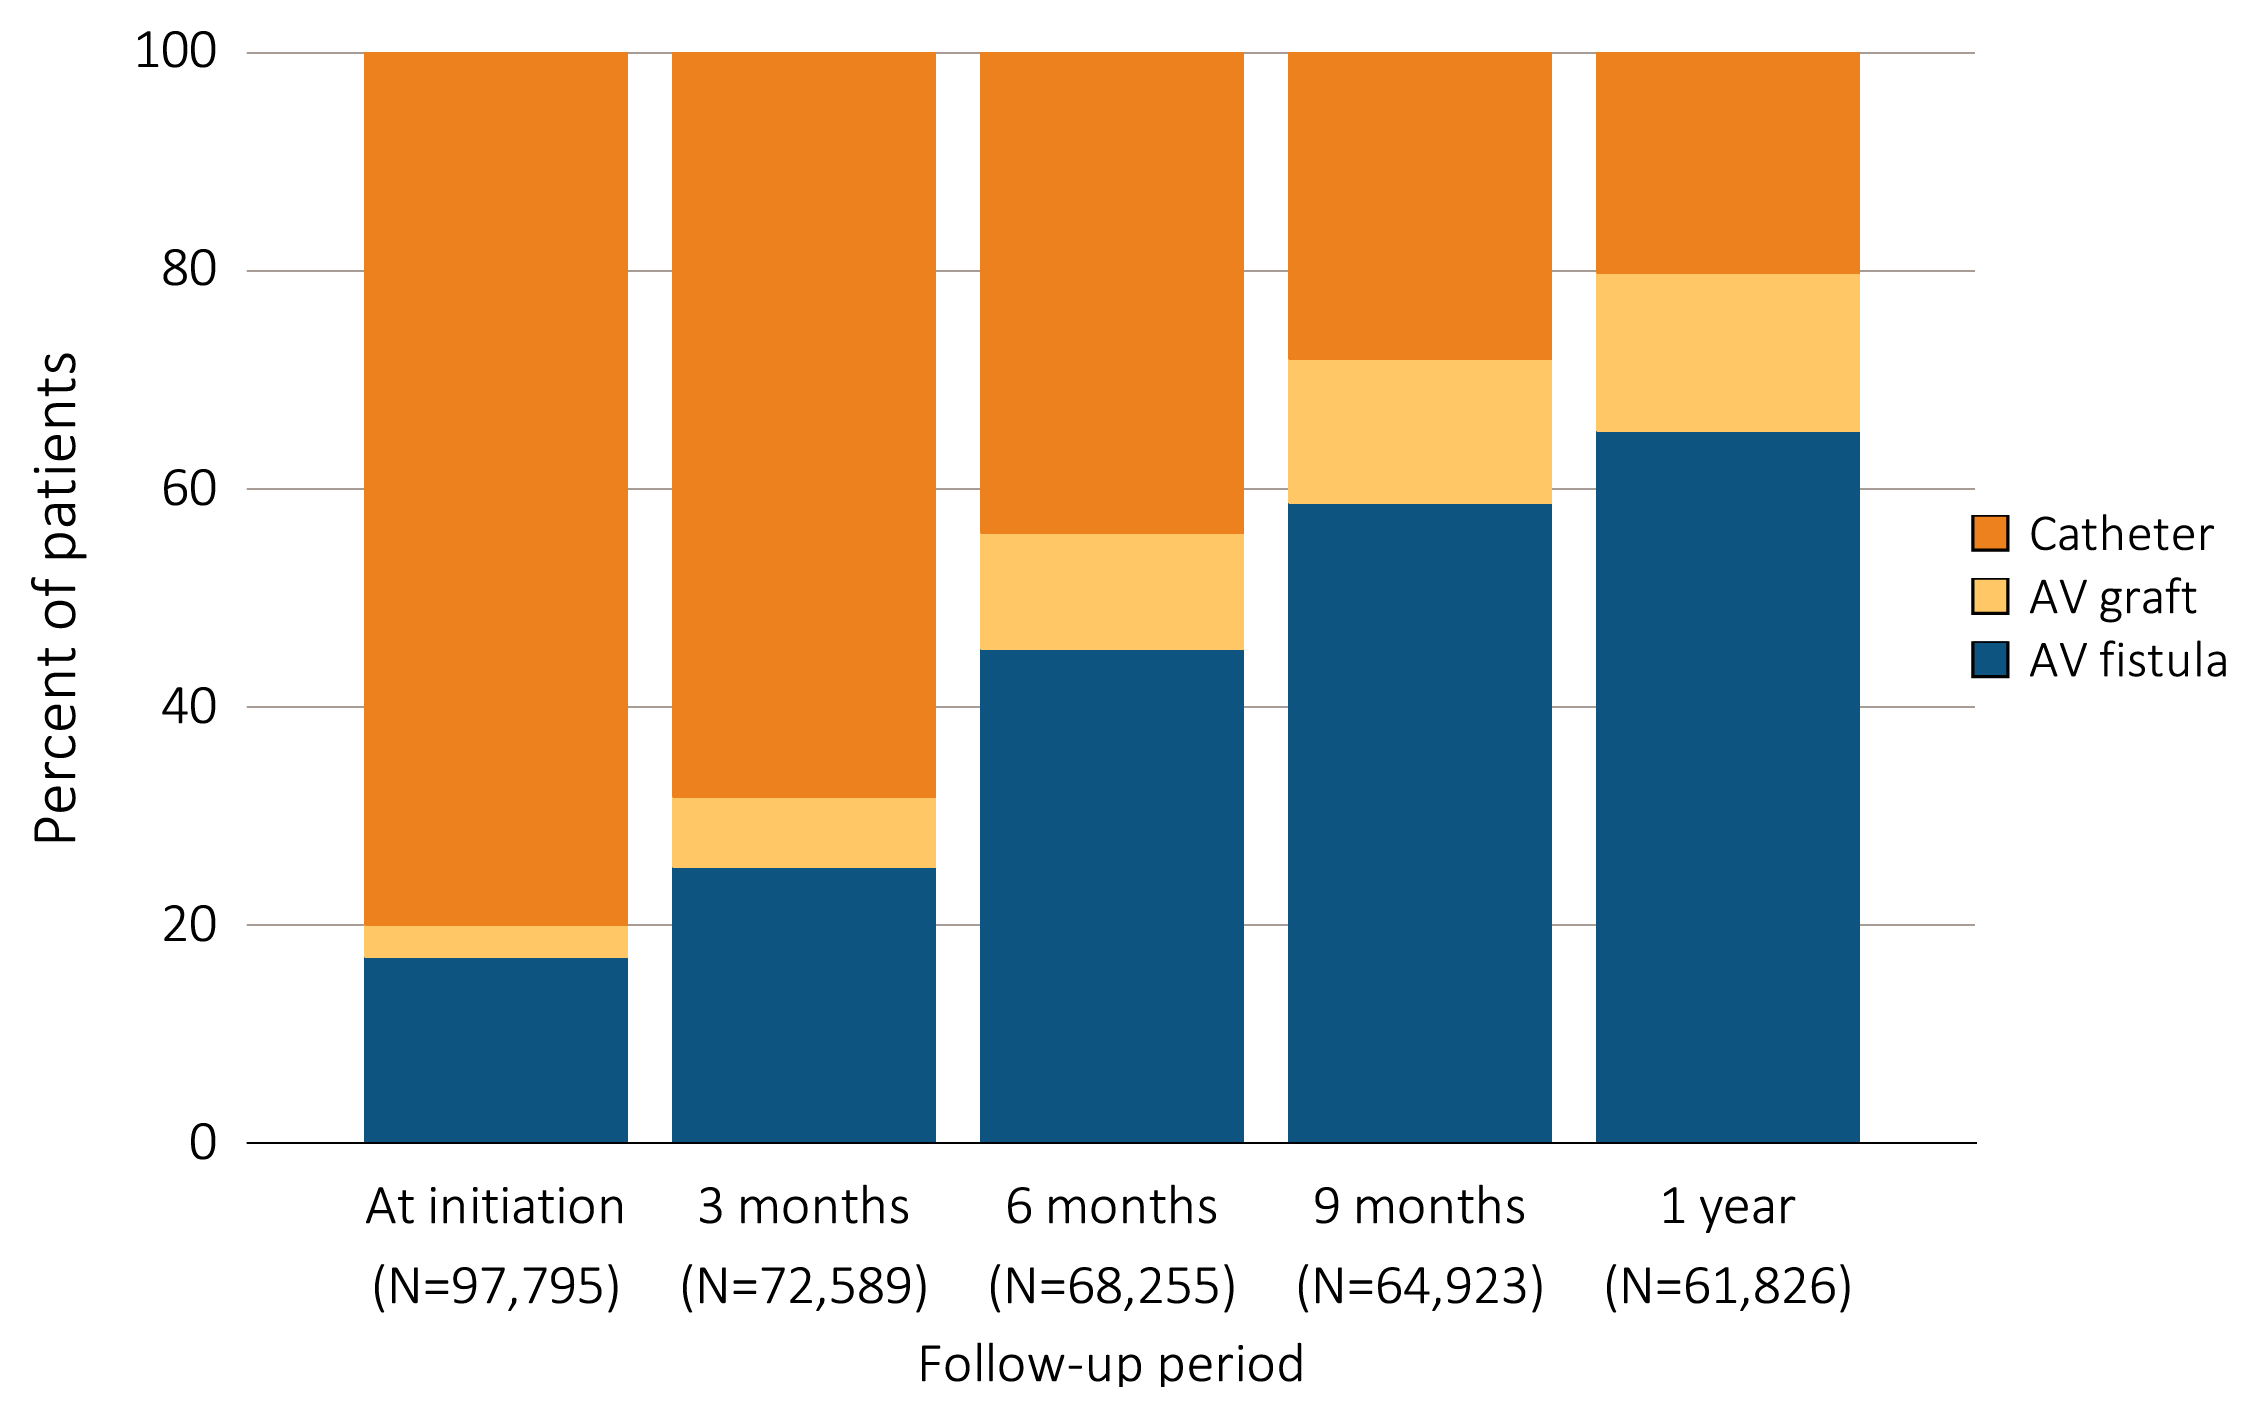 Percent of patients
100
80
60
40
20
0
Catheter
AV graft
AV fistula
At initiation
(N=97,795)
3 months
(N=72,589)
6 months
(N=68,255)
9 months
(N=64,923)
1 year
(N=61,826)
Follow-up period